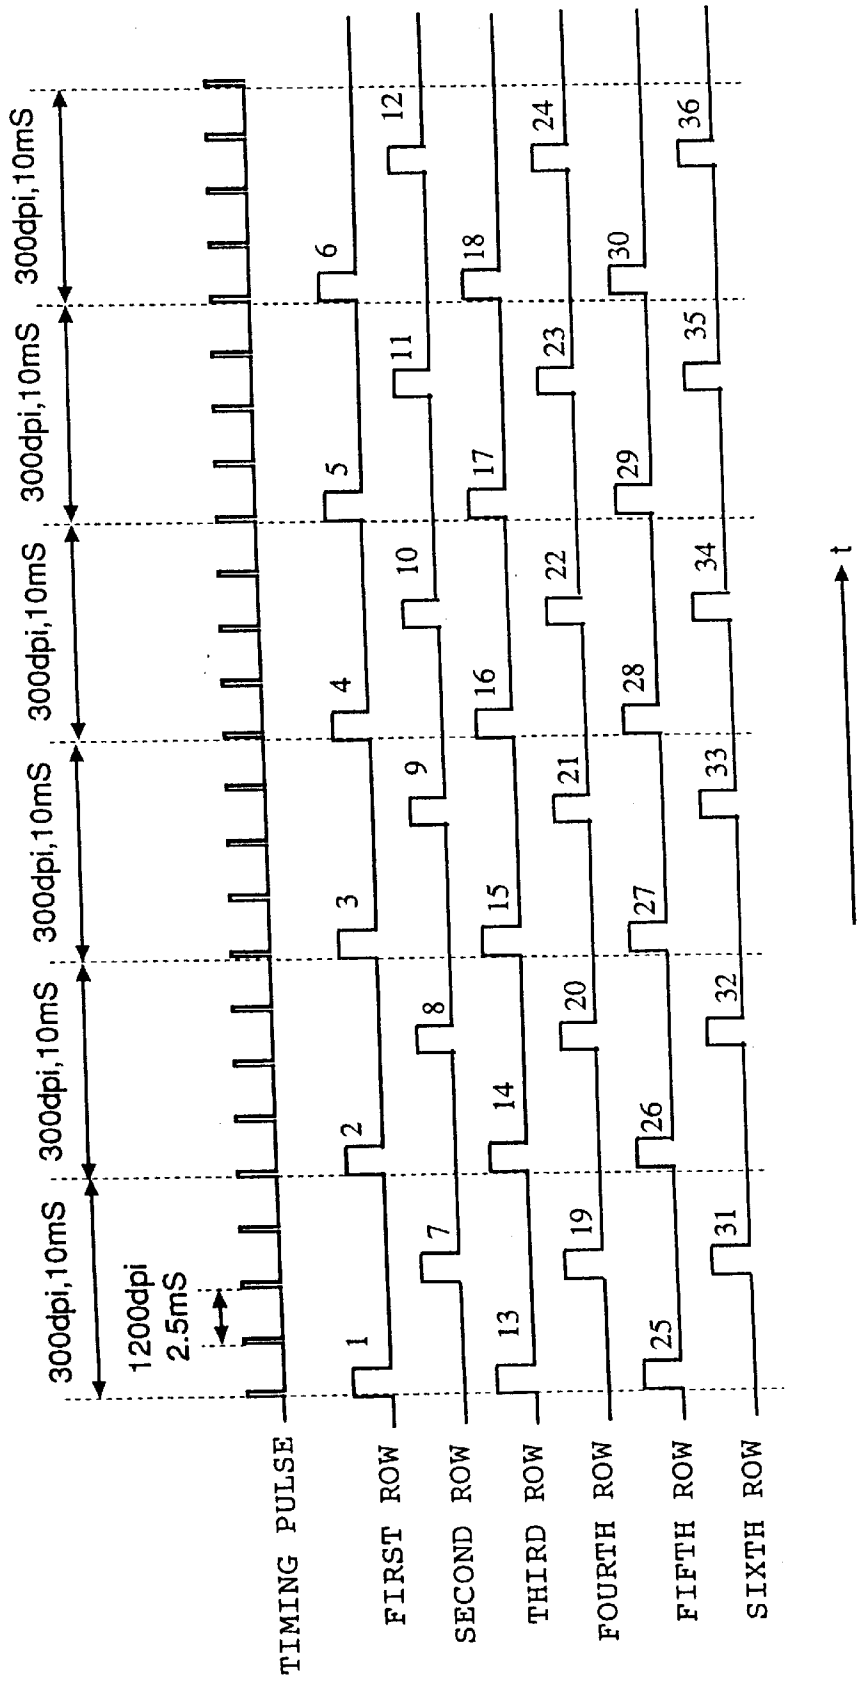 300dpi,10mS 300dpi,10mS 300dpi,10mS 300dpi,10mS 300dpi,10mS 300dpi,10mS
1200dpi
2.5mS
TIMING PULSE
FIRST ROW 1 2 3 4 5 6
SECOND ROW 7 8 9 10 11 12
THIRD ROW 13 14 15 16 17 18
FOURTH ROW 19 20 21 22 23 24
FIFTH ROW 25 26 27 28 29 30
SIXTH ROW 31 32 33 34 35 36
t